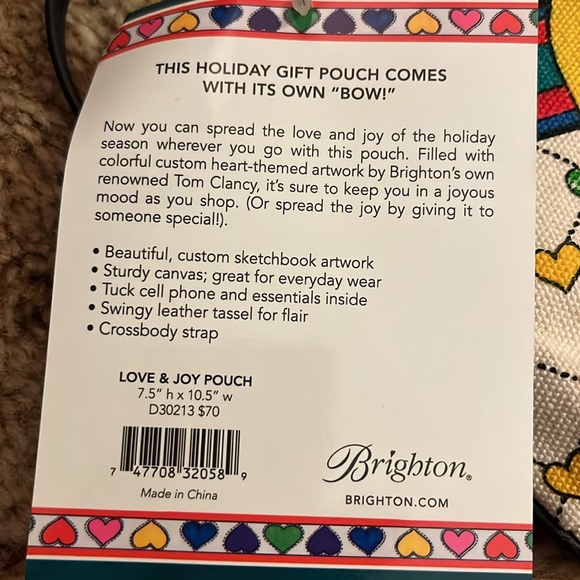 THIS HOLIDAY GIFT POUCH COMES
WITH ITS OWN "BOW!"
Now you can spread the love and joy of the holiday
season wherever you go with this pouch. Filled with
colorful custom heart-themed artwork by Brighton's own
renowned Tom Clancy, it's sure to keep you in a joyous
mood as you shop. (Or spread the joy by giving it to
someone special!).
• Beautiful, custom sketchbook artwork
• Sturdy canvas; great for everyday wear
• Tuck cell phone and essentials inside
• Swingy leather tassel for flair
• Crossbody strap
LOVE & JOY POUCH
7.5" h x 10.5" w
D30213 $70
7 47708 32058 9
Made in China
Brighton®
BRIGHTON.COM